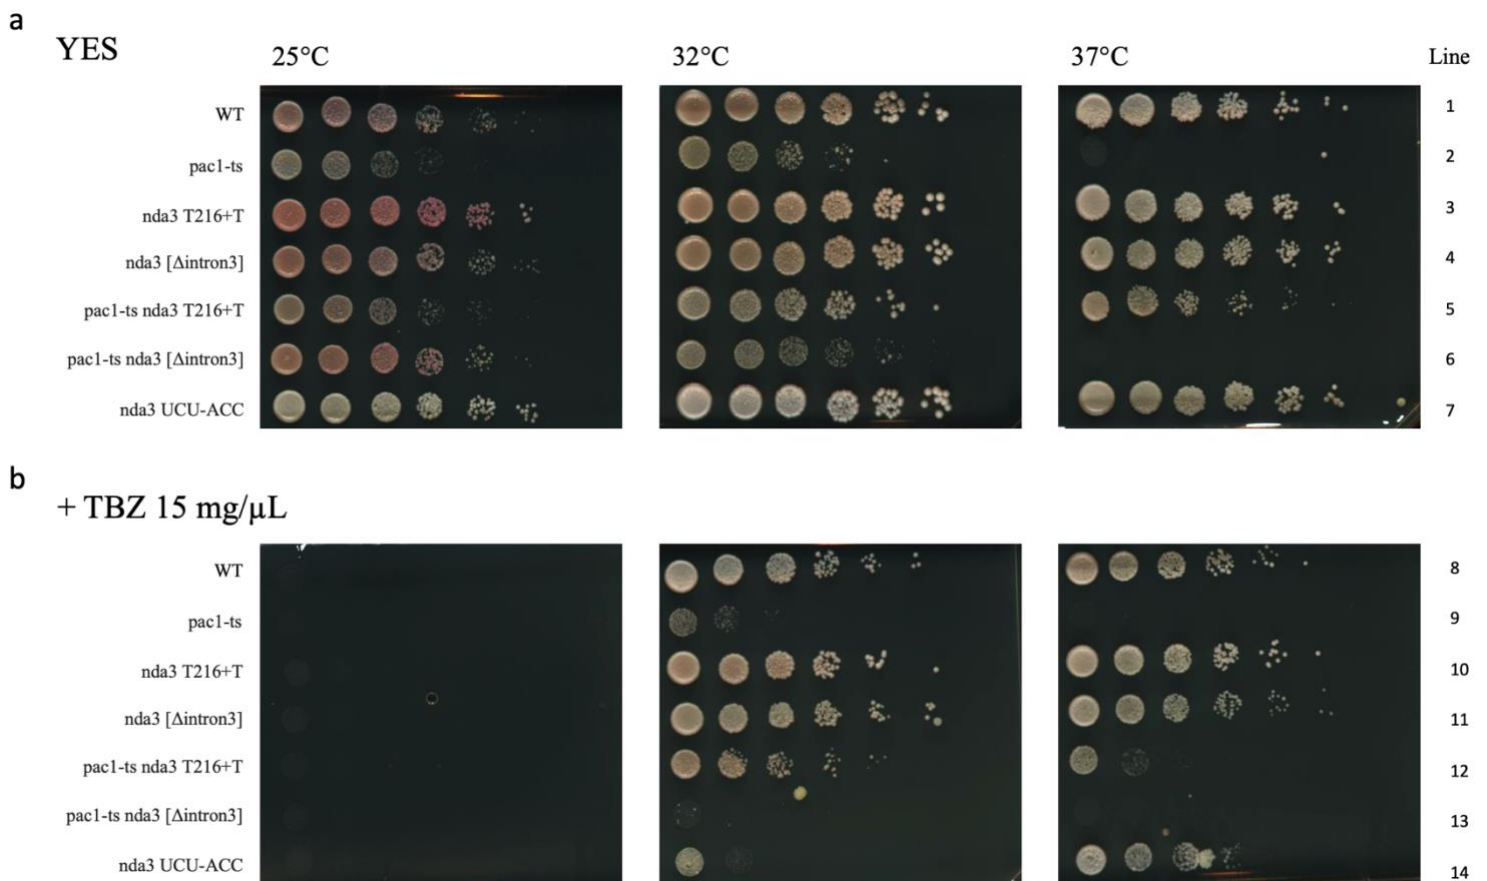 a
YES
25°C 32°C 37°C Line
WT 1
pac1-ts 2
nda3 T216+T 3
nda3 [Δintron3] 4
pac1-ts nda3 T216+T 5
pac1-ts nda3 [Δintron3] 6
nda3 UCU-ACC 7
b
+ TBZ 15 mg/µL
WT 8
pac1-ts 9
nda3 T216+T 10
nda3 [Δintron3] 11
pac1-ts nda3 T216+T 12
pac1-ts nda3 [Δintron3] 13
nda3 UCU-ACC 14